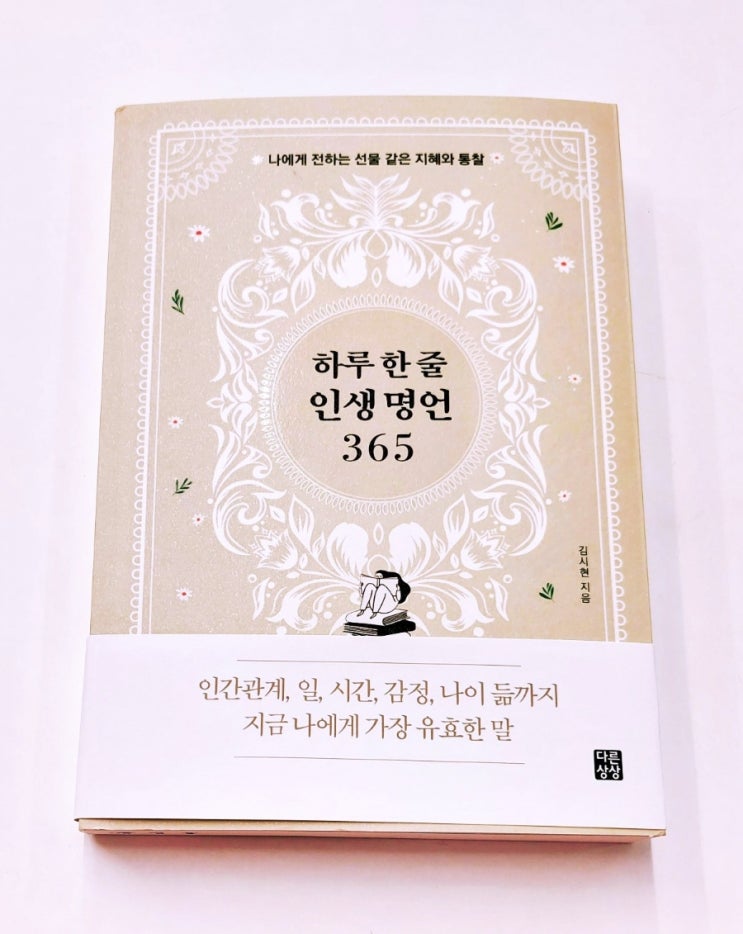 나에게 전하는 선물 같은 지혜와 통찰
하루 한 줄
인생 명언
365
김시현 지음
인간관계, 일, 시간, 감정, 나이 듦까지
지금 나에게 가장 유효한 말
다른
상상